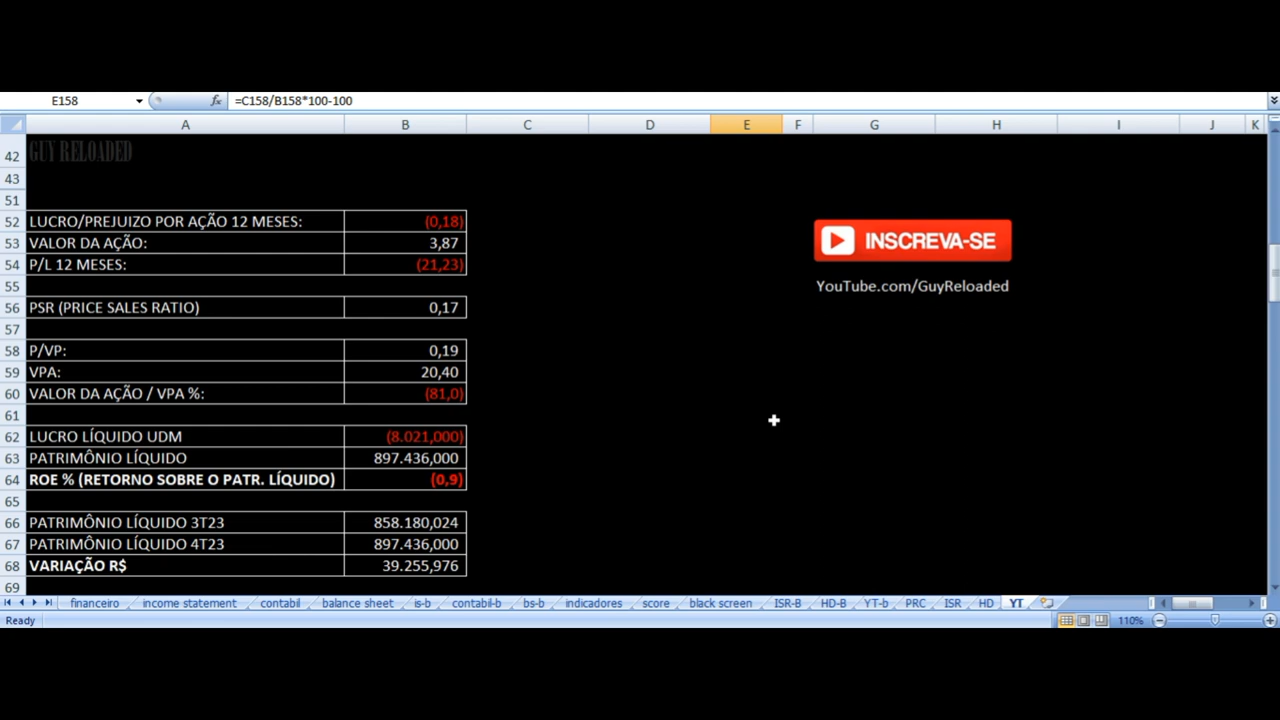 E158 fx =C158/B158*100-100
A B C D E F G H I J K
42 GUY RELOADED
43
51
52 LUCRO/PREJUIZO POR AÇÃO 12 MESES: (0,18)
INSCREVA-SE
53 VALOR DA AÇÃO: 3,87
54 P/L 12 MESES: (21,23)
55 YouTube.com/GuyReloaded
56 PSR (PRICE SALES RATIO) 0,17
57
58 P/VP: 0,19
59 VPA: 20,40
60 VALOR DA AÇÃO / VPA %: (81,0)
61
62 LUCRO LÍQUIDO UDM (8.021,000)
63 PATRIMÔNIO LÍQUIDO 897.436,000
64 ROE % (RETORNO SOBRE O PATR. LÍQUIDO) (0,9)
65
66 PATRIMÔNIO LÍQUIDO 3T23 858.180,024
67 PATRIMÔNIO LÍQUIDO 4T23 897.436,000
68 VARIAÇÃO R$ 39.255,976
69
financeiro income statement contabil balance sheet is-b contabil-b bs-b indicadores score black screen ISR-B HD-B YT-b PRC ISR HD YT
Ready 110%